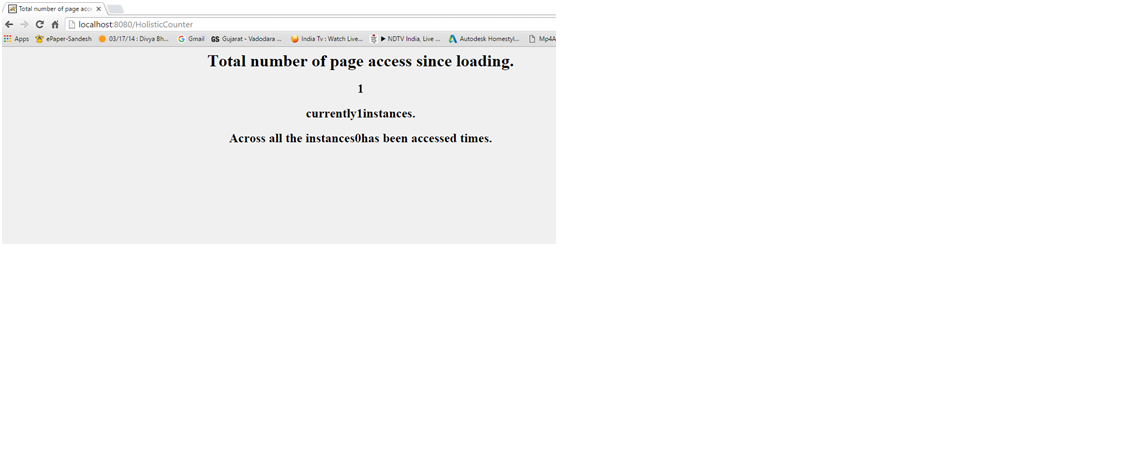 Total number of page acc
localhost:8080/HolisticCounter
Apps ePaper-Sandesh 03/17/14 : Divya Bh... Gmail GS Gujarat - Vadodara ... India Tv : Watch Live... NDTV India, Live ... Autodesk Homestyl... Mp4A
Total number of page access since loading.
1
currently1instances.
Across all the instances0has been accessed times.